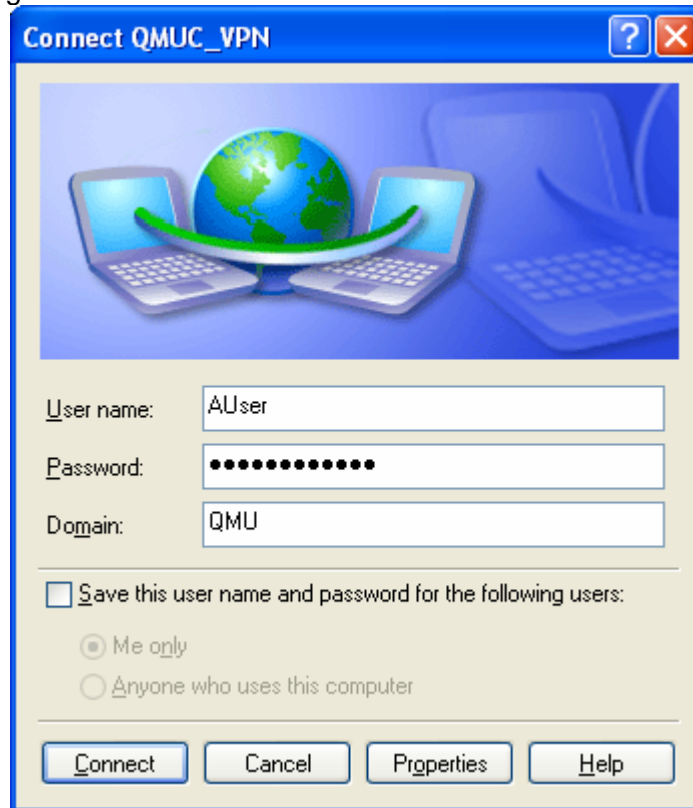 Connect QMUC_VPN
User name: AUser
Password: ●●●●●●●●●●●●
Domain: QMU
Save this user name and password for the following users:
Me only
Anyone who uses this computer
Connect Cancel Properties Help